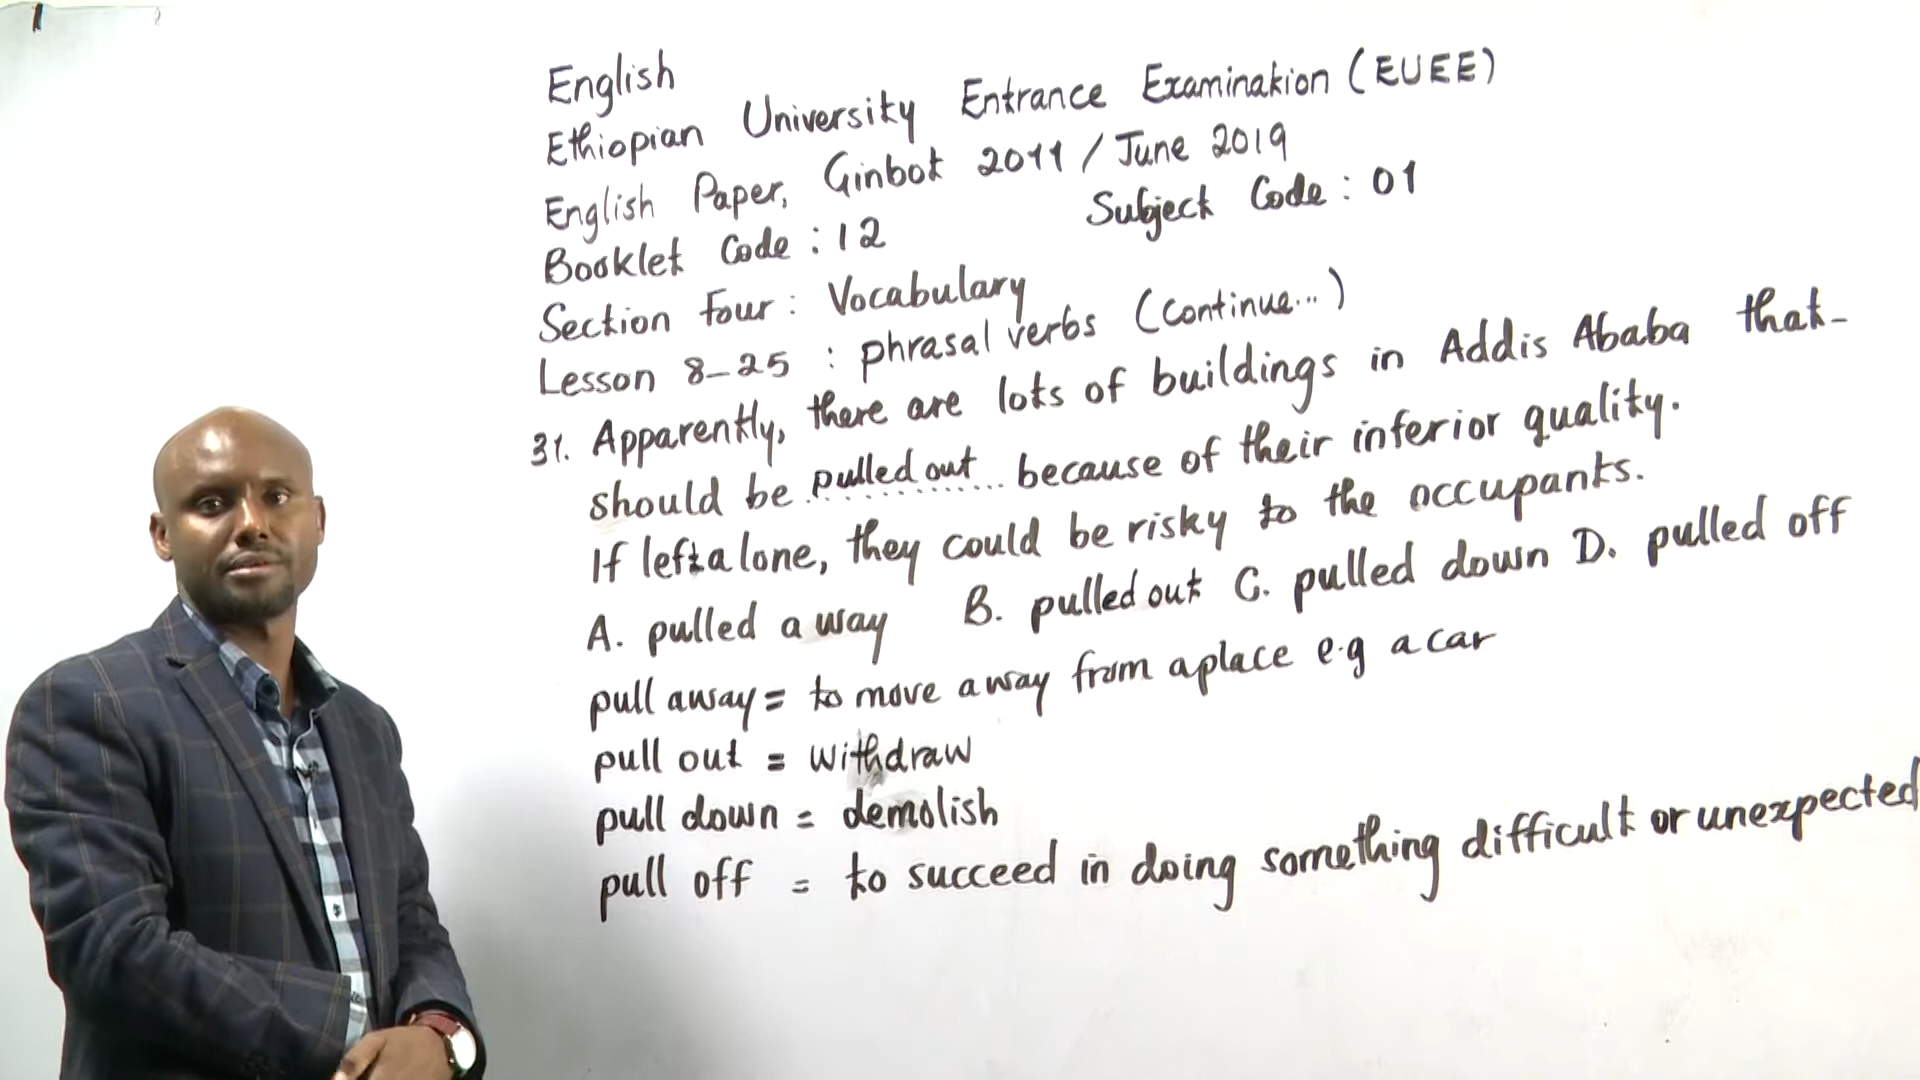 English
Ethiopian University Entrance Examination (EUEE)
English Paper, Ginbot 2011 / June 2019
Booklet Code : 12 Subject Code : 01
Section Four : Vocabulary
Lesson 8-25 : phrasal verbs (Continue...)
31. Apparently, there are lots of buildings in Addis Ababa that-
should be pulled out because of their inferior quality.
If left alone, they could be risky to the occupants.
A. pulled away B. pulled out C. pulled down D. pulled off
pull away = to move away from a place e.g a car
pull out = withdraw
pull down = demolish
pull off = to succeed in doing something difficult or unexpected